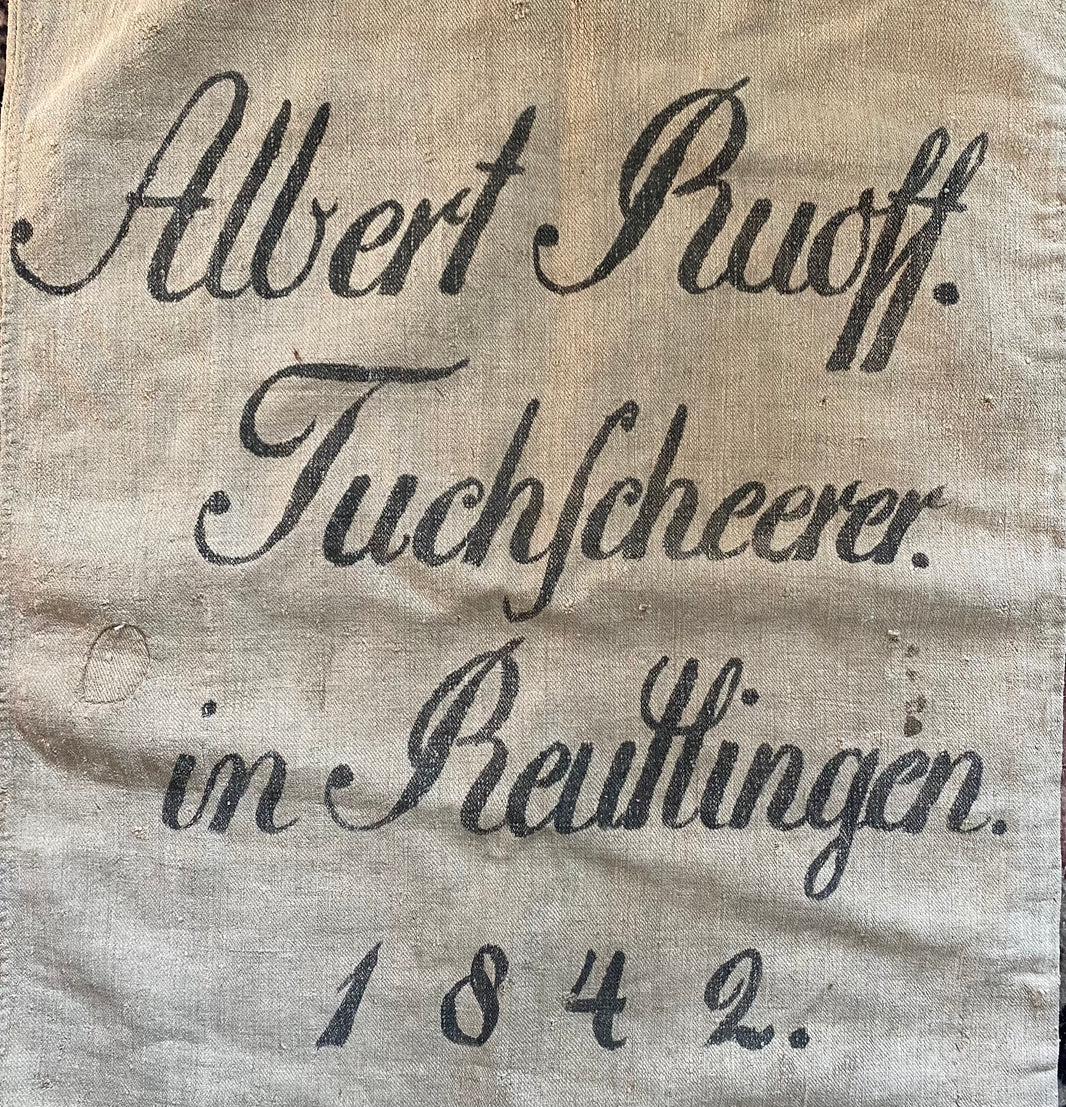 Albert Ruoff.
Tuchſcheerer.
in Reutlingen.
1842.